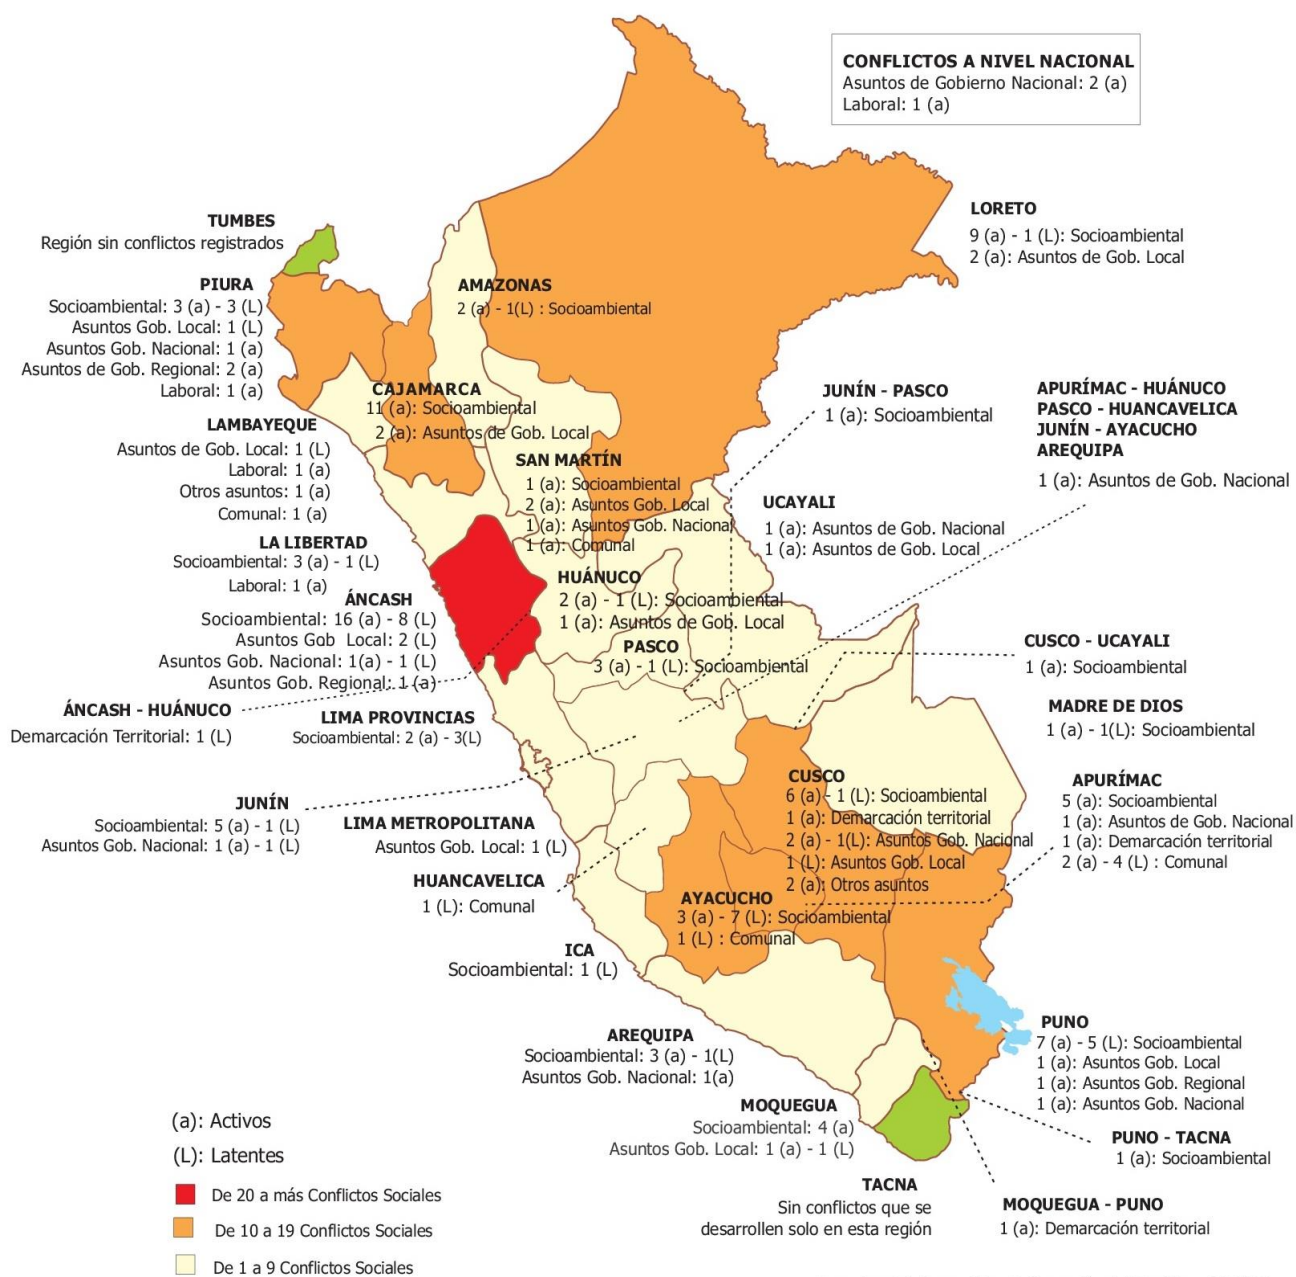 CONFLICTOS A NIVEL NACIONAL
Asuntos de Gobierno Nacional: 2 (a)
Laboral: 1 (a)
TUMBES
Región sin conflictos registrados
PIURA
Socioambiental: 3 (a) - 3 (L)
Asuntos Gob. Local: 1 (L)
Asuntos Gob. Nacional: 1 (a)
Asuntos de Gob. Regional: 2 (a)
Laboral: 1 (a)
LAMBAYEQUE
Asuntos de Gob. Local: 1 (L)
Laboral: 1 (a)
Otros asuntos: 1 (a)
Comunal: 1 (a)
LA LIBERTAD
Socioambiental: 3 (a) - 1 (L)
Laboral: 1 (a)
ÁNCASH
Socioambiental: 16 (a) - 8 (L)
Asuntos Gob Local: 2 (L)
Asuntos Gob. Nacional: 1(a) - 1 (L)
Asuntos Gob. Regional: 1 (a)
ÁNCASH - HUÁNUCO
Demarcación Territorial: 1 (L)
LIMA PROVINCIAS
Socioambiental: 2 (a) - 3(L)
JUNÍN
Socioambiental: 5 (a) - 1 (L)
Asuntos Gob. Nacional: 1 (a) - 1 (L)
LIMA METROPOLITANA
Asuntos Gob. Local: 1 (L)
HUANCAVELICA
1 (L): Comunal
ICA
Socioambiental: 1 (L)
AREQUIPA
Socioambiental: 3 (a) - 1(L)
Asuntos Gob. Nacional: 1(a)
MOQUEGUA
Socioambiental: 4 (a)
Asuntos Gob. Local: 1 (a) - 1 (L)
TACNA
Sin conflictos que se
desarrollen solo en esta región
AMAZONAS
2 (a) - 1(L) : Socioambiental
CAJAMARCA
11 (a): Socioambiental
2 (a): Asuntos de Gob. Local
SAN MARTÍN
1 (a): Socioambiental
2 (a): Asuntos Gob. Local
1 (a): Asuntos Gob. Nacional
1 (a): Comunal
HUÁNUCO
2 (a) - 1 (L): Socioambiental
1 (a): Asuntos de Gob. Local
PASCO
3 (a) - 1 (L): Socioambiental
CUSCO
6 (a) - 1 (L): Socioambiental
1 (a): Demarcación territorial
2 (a) - 1(L): Asuntos Gob. Nacional
1 (L): Asuntos Gob. Local
2 (a): Otros asuntos
AYACUCHO
3 (a) - 7 (L): Socioambiental
1 (L) : Comunal
LORETO
9 (a) - 1 (L): Socioambiental
2 (a): Asuntos de Gob. Local
JUNÍN - PASCO
1 (a): Socioambiental
APURÍMAC - HUÁNUCO
PASCO - HUANCAVELICA
JUNÍN - AYACUCHO
AREQUIPA
1 (a): Asuntos de Gob. Nacional
UCAYALI
1 (a): Asuntos de Gob. Nacional
1 (a): Asuntos de Gob. Local
CUSCO - UCAYALI
1 (a): Socioambiental
MADRE DE DIOS
1 (a) - 1(L): Socioambiental
APURÍMAC
5 (a): Socioambiental
1 (a): Asuntos de Gob. Nacional
1 (a): Demarcación territorial
2 (a) - 4 (L) : Comunal
PUNO
7 (a) - 5 (L): Socioambiental
1 (a): Asuntos Gob. Local
1 (a): Asuntos Gob. Regional
1 (a): Asuntos Gob. Nacional
PUNO - TACNA
1 (a): Socioambiental
MOQUEGUA - PUNO
1 (a): Demarcación territorial
(a): Activos
(L): Latentes
De 20 a más Conflictos Sociales
De 10 a 19 Conflictos Sociales
De 1 a 9 Conflictos Sociales